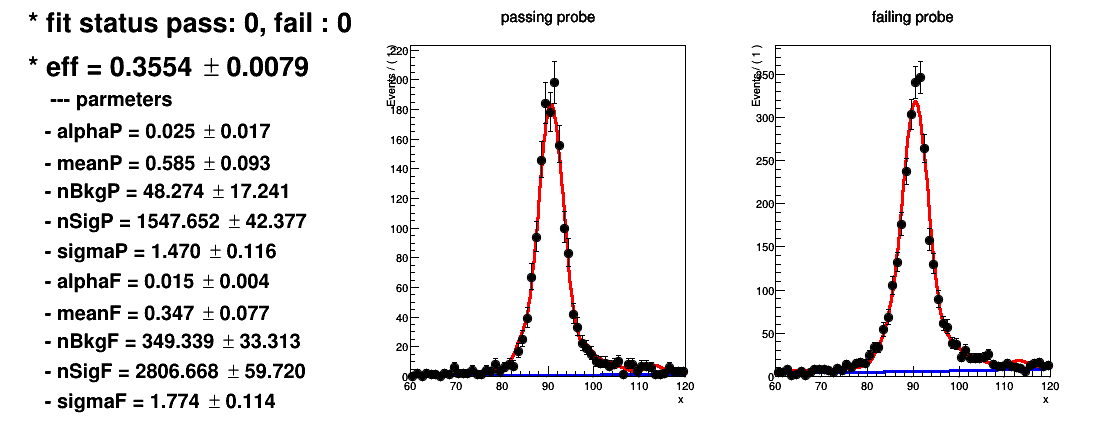 * fit status pass: 0, fail : 0
* eff = 0.3554 ± 0.0079
--- parmeters
- alphaP = 0.025 ± 0.017
- meanP = 0.585 ± 0.093
- nBkgP = 48.274 ± 17.241
- nSigP = 1547.652 ± 42.377
- sigmaP = 1.470 ± 0.116
- alphaF = 0.015 ± 0.004
- meanF = 0.347 ± 0.077
- nBkgF = 349.339 ± 33.313
- nSigF = 2806.668 ± 59.720
- sigmaF = 1.774 ± 0.114
passing probe
Events / ( 1 )
220
200
180
160
140
120
100
80
60
40
20
0
60 70 80 90 100 110 120
x
failing probe
Events / ( 1 )
350
300
250
200
150
100
50
0
60 70 80 90 100 110 120
x